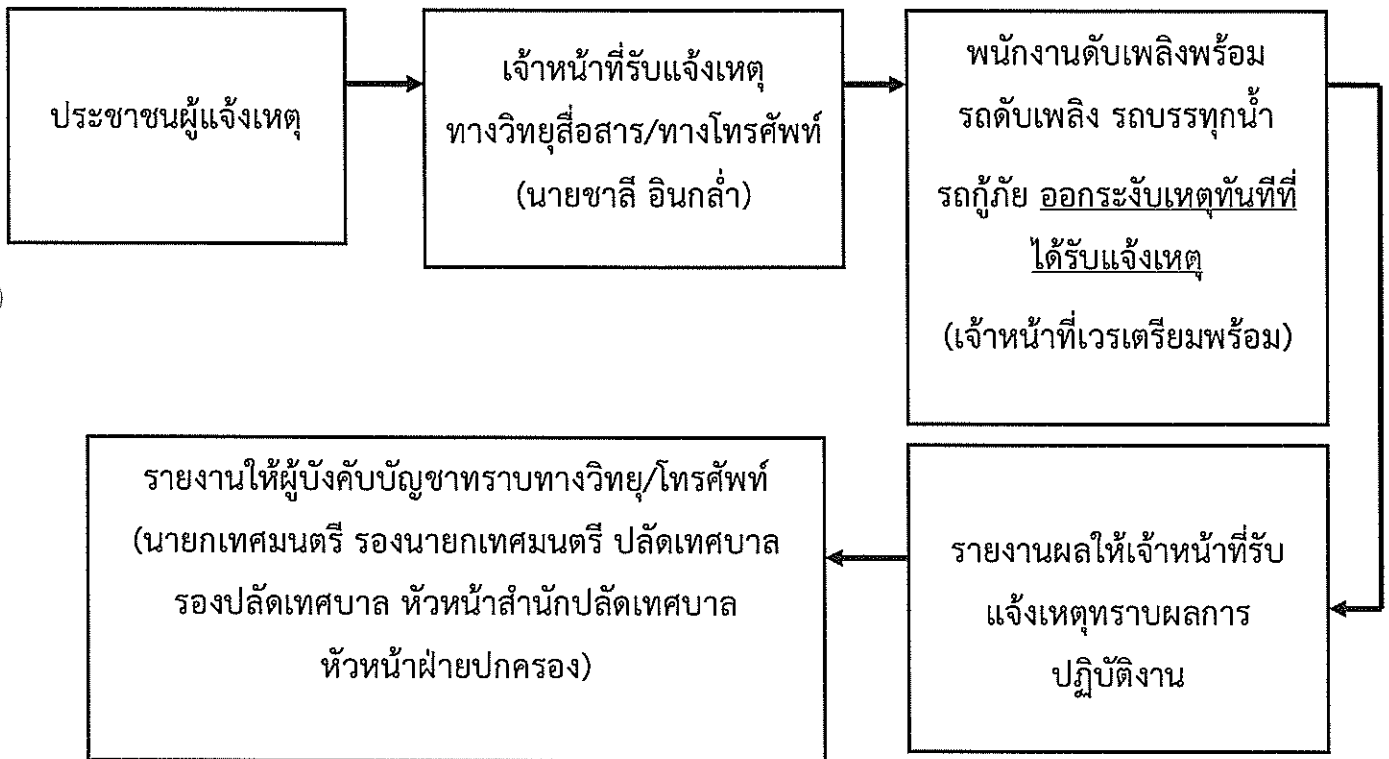 ประชาชนผู้แจ้งเหตุ
เจ้าหน้าที่รับแจ้งเหตุ
ทางวิทยุสื่อสาร/ทางโทรศัพท์
(นายชาลี อินกล่ำ)
พนักงานดับเพลิงพร้อม
รถดับเพลิง รถบรรทุกน้ำ
รถกู้ภัย ออกระงับเหตุทันทีที่
ได้รับแจ้งเหตุ
(เจ้าหน้าที่เวรเตรียมพร้อม)
รายงานผลให้เจ้าหน้าที่รับ
แจ้งเหตุทราบผลการ
ปฏิบัติงาน
รายงานให้ผู้บังคับบัญชาทราบทางวิทยุ/โทรศัพท์
(นายกเทศมนตรี รองนายกเทศมนตรี ปลัดเทศบาล
รองปลัดเทศบาล หัวหน้าสำนักปลัดเทศบาล
หัวหน้าฝ่ายปกครอง)